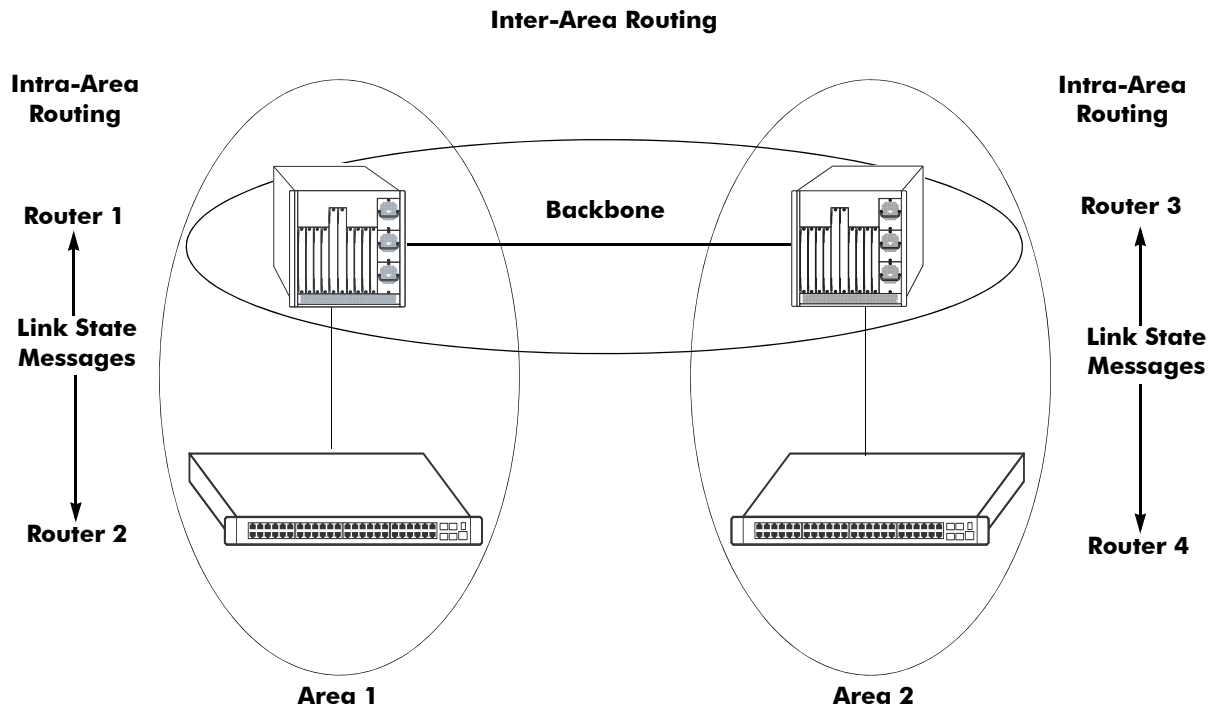 Inter-Area Routing
Intra-Area
Routing
Intra-Area
Routing
Router 1
Backbone
Router 3
Link State
Messages
Link State
Messages
Router 2
Router 4
Area 1
Area 2